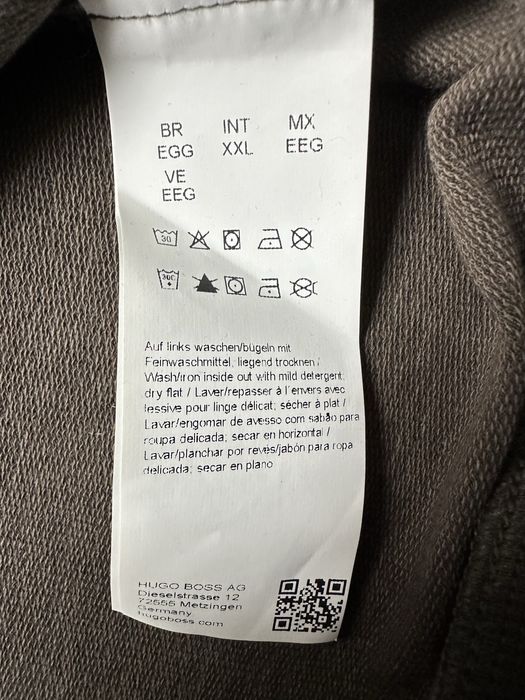 BR INT MX
EGG XXL EEG
VE
EEG
30
30C
Auf links waschen/bügeln mit
Feinwaschmittel; liegend trocknen /
Wash/iron inside out with mild detergent;
dry flat / Laver/repasser à l'envers avec
lessive pour linge délicat; sécher à plat /
Lavar/engomar de avesso com sabão para
roupa delicada; secar en horizontal /
Lavar/planchar por revés/jabón para ropa
delicada; secar en plano
HUGO BOSS AG
Dieselstrasse 12
72555 Metzingen
Germany
hugoboss.com